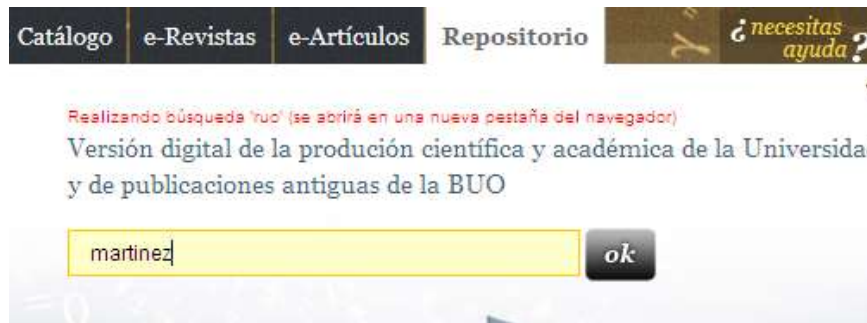 Catálogo e-Revistas e-Artículos Repositorio ¿necesitas ayuda?
Realizando búsqueda 'ruo' (se abrirá en una nueva pestaña del navegador)
Versión digital de la produción científica y académica de la Universida
y de publicaciones antiguas de la BUO
martinez ok